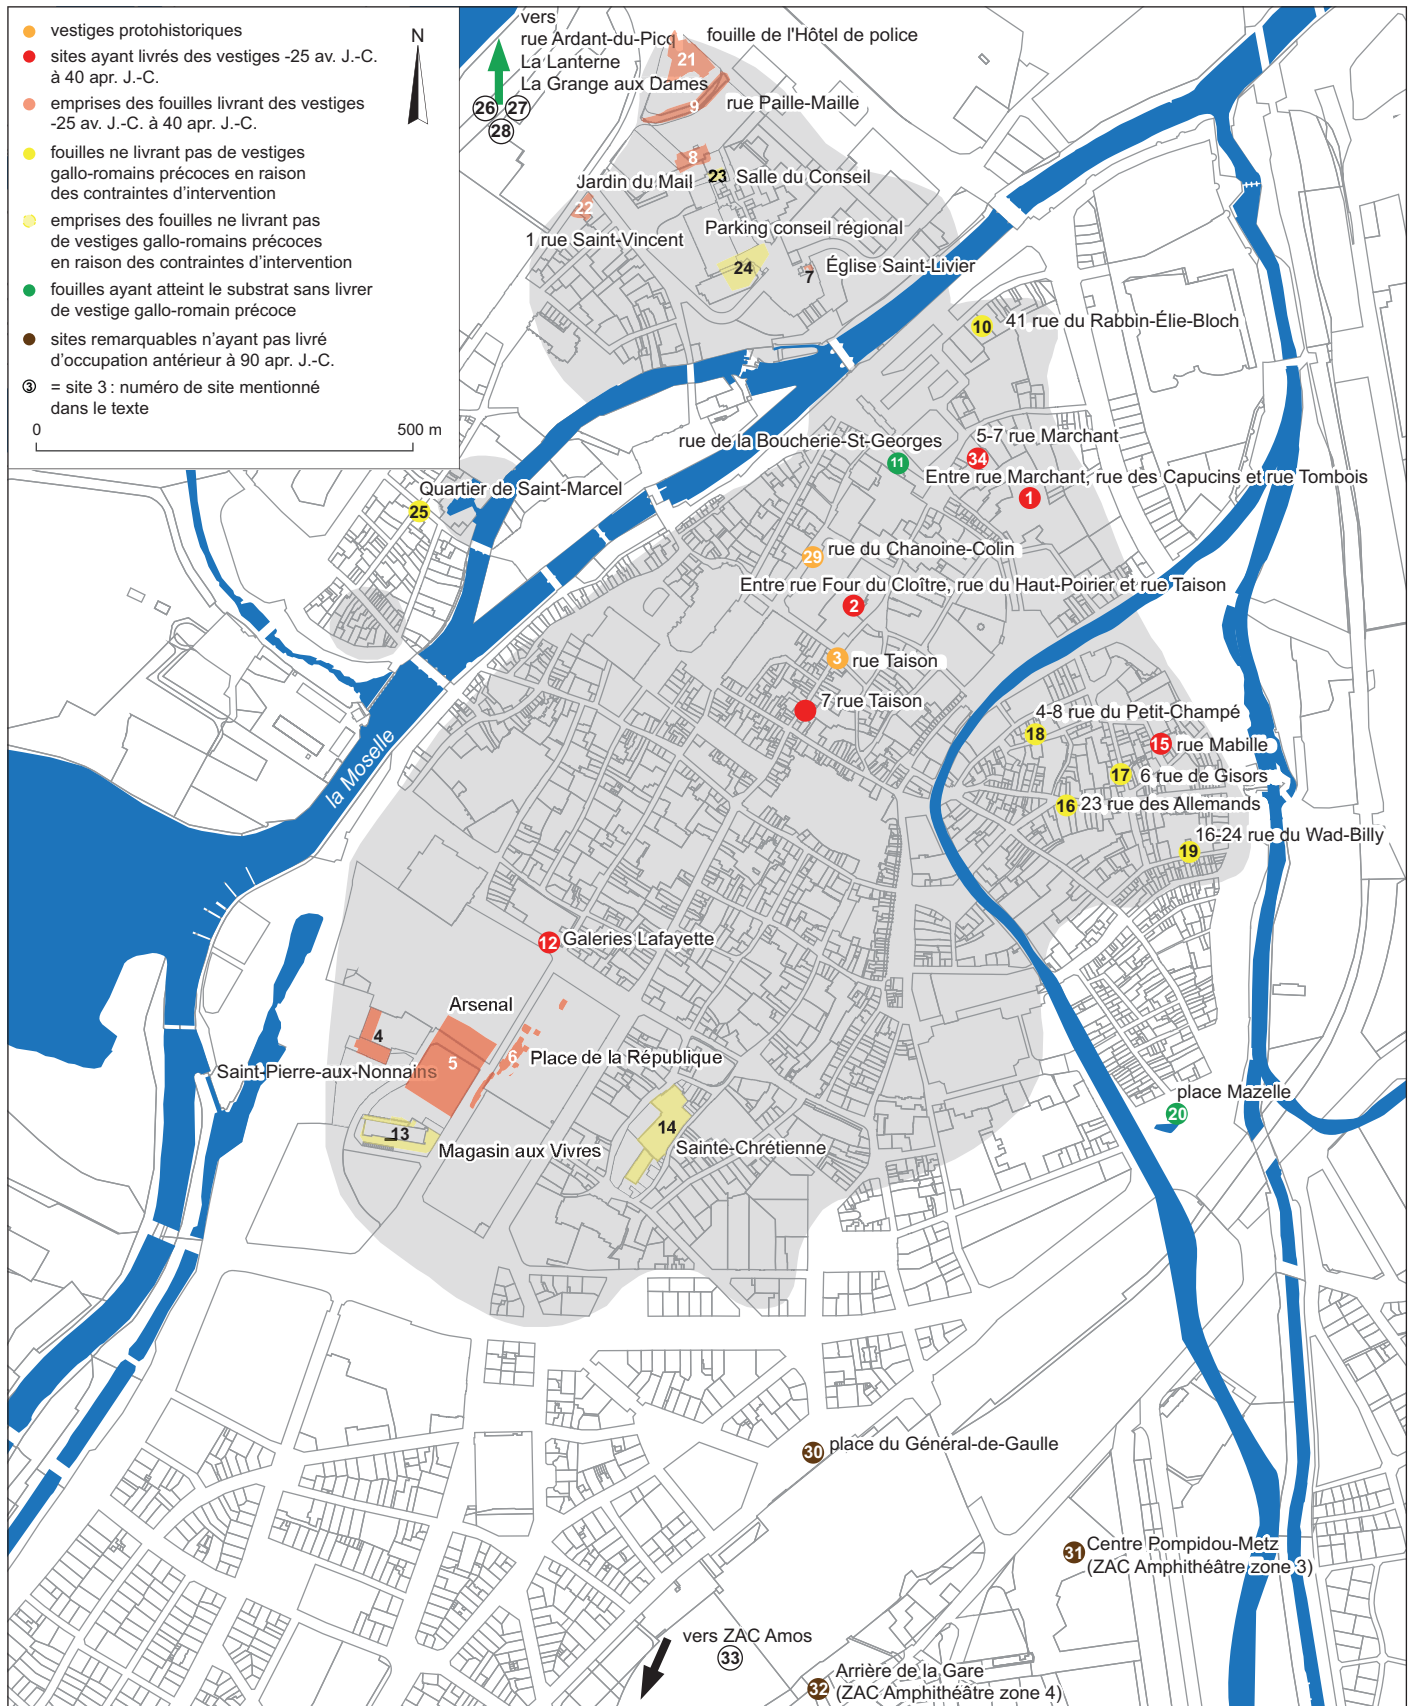 vestiges protohistoriques
sites ayant livrés des vestiges -25 av. J.-C.
à 40 apr. J.-C.
emprises des fouilles livrant des vestiges
-25 av. J.-C. à 40 apr. J.-C.
fouilles ne livrant pas de vestiges
gallo-romains précoces en raison
des contraintes d’intervention
emprises des fouilles ne livrant pas
de vestiges gallo-romains précoces
en raison des contraintes d’intervention
fouilles ayant atteint le substrat sans livrer
de vestige gallo-romain précoce
sites remarquables n’ayant pas livré
d’occupation antérieur à 90 apr. J.-C.
3 = site 3 : numéro de site mentionné
dans le texte
0 500 m
N
vers
rue Ardant-du-Picq
La Lanterne
La Grange aux Dames
26 27
28
fouille de l'Hôtel de police
21
9 rue Paille-Maille
8
Jardin du Mail
23 Salle du Conseil
22
1 rue Saint-Vincent
Parking conseil régional
24
7 Église Saint-Livier
10 41 rue du Rabbin-Élie-Bloch
rue de la Boucherie-St-Georges
11
5-7 rue Marchant
34
Entre rue Marchant, rue des Capucins et rue Tombois
1
Quartier de Saint-Marcel
25
29 rue du Chanoine-Colin
Entre rue Four du Cloître, rue du Haut-Poirier et rue Taison
2
3 rue Taison
7 rue Taison
la Moselle
4-8 rue du Petit-Champé
18
15 rue Mabille
17 6 rue de Gisors
16 23 rue des Allemands
16-24 rue du Wad-Billy
19
12 Galeries Lafayette
Arsenal
4
5
6 Place de la République
Saint-Pierre-aux-Nonnains
13
Magasin aux Vivres
14
Sainte-Chrétienne
place Mazelle
20
30 place du Général-de-Gaulle
31 Centre Pompidou-Metz
(ZAC Amphithéâtre zone 3)
vers ZAC Amos
33
32 Arrière de la Gare
(ZAC Amphithéâtre zone 4)